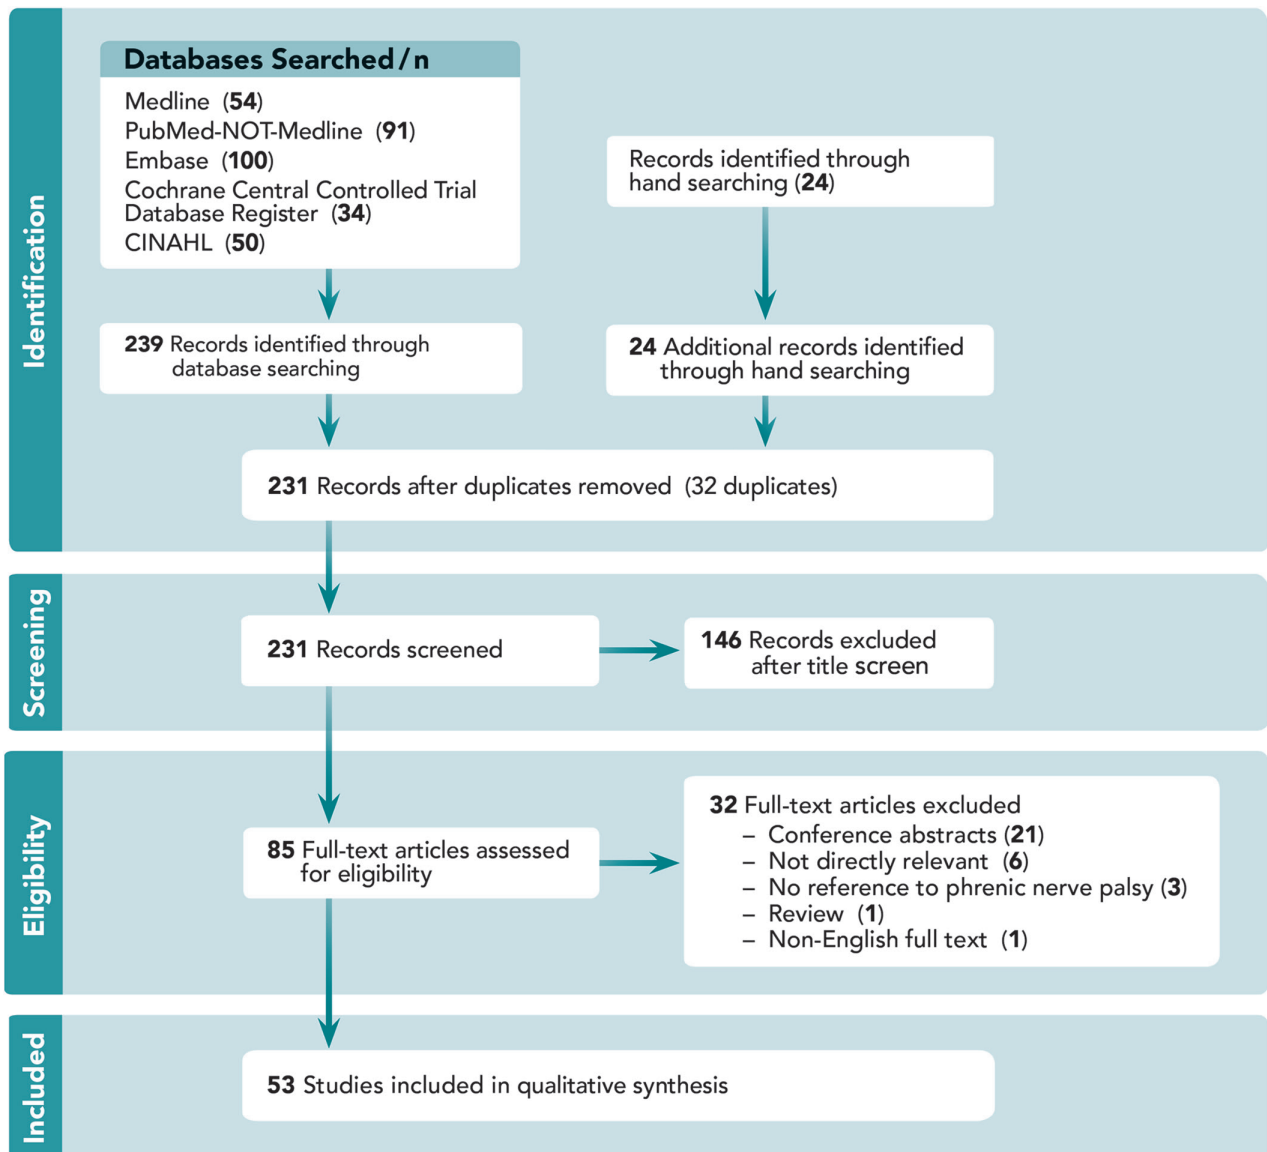 Identification
Databases Searched/n
Medline (54)
PubMed-NOT-Medline (91)
Embase (100)
Cochrane Central Controlled Trial
Database Register (34)
CINAHL (50)
Records identified through
hand searching (24)
239 Records identified through
database searching
24 Additional records identified
through hand searching
231 Records after duplicates removed (32 duplicates)
Screening
231 Records screened
146 Records excluded
after title screen
Eligibility
85 Full-text articles assessed
for eligibility
32 Full-text articles excluded
– Conference abstracts (21)
– Not directly relevant (6)
– No reference to phrenic nerve palsy (3)
– Review (1)
– Non-English full text (1)
Included
53 Studies included in qualitative synthesis